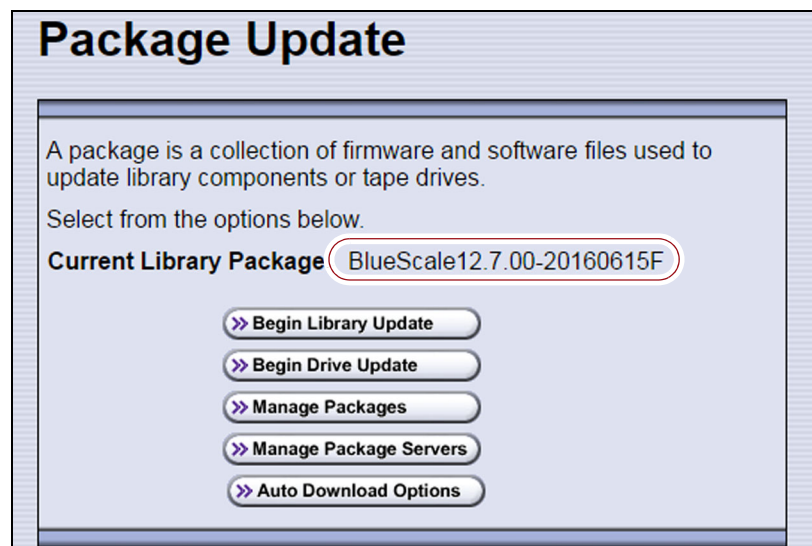 Package Update
A package is a collection of firmware and software files used to
update library components or tape drives.
Select from the options below.
Current Library Package BlueScale12.7.00-20160615F
Begin Library Update
Begin Drive Update
Manage Packages
Manage Package Servers
Auto Download Options